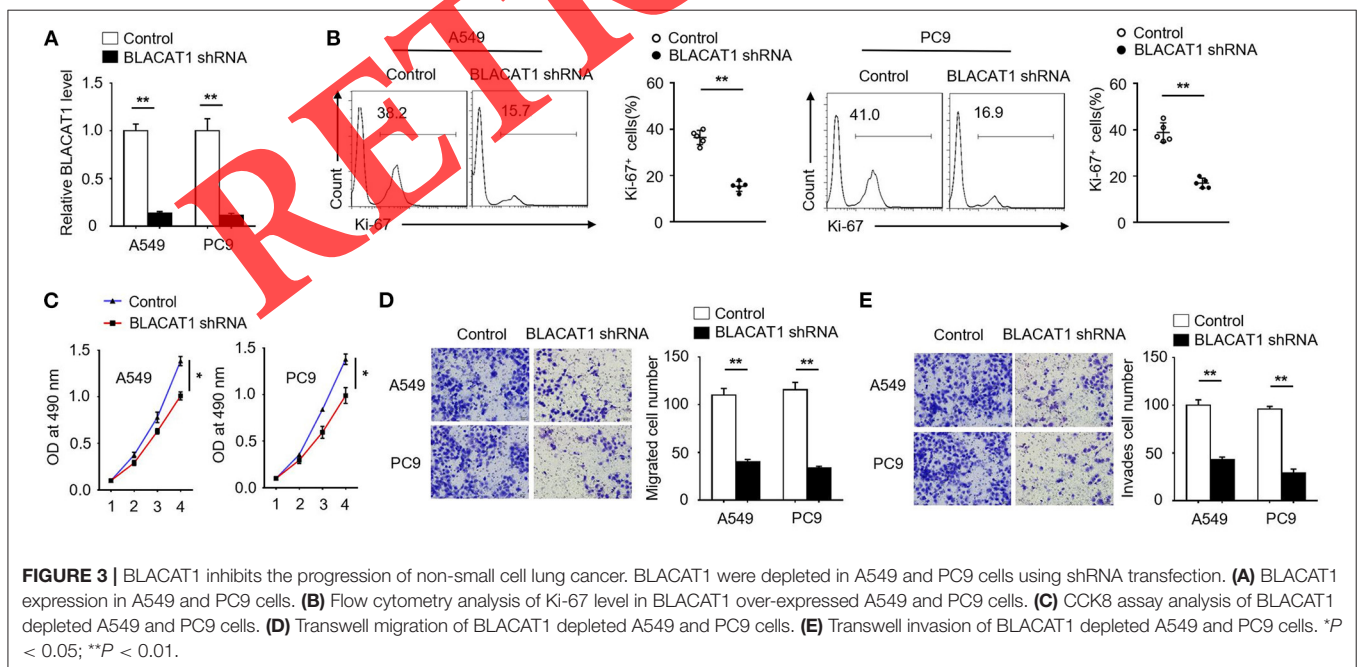 A
Control
BLACAT1 shRNA
Relative BLACAT1 level
1.5
1.0
0.5
0
**
**
A549
PC9
B
A549
Control
BLACAT1 shRNA
38.2
15.7
Count
Ki-67
Control
BLACAT1 shRNA
Ki-67+ cells(%)
60
40
20
0
**
PC9
Control
BLACAT1 shRNA
41.0
16.9
Count
Ki-67
Control
BLACAT1 shRNA
Ki-67+ cells(%)
60
40
20
0
**
C
Control
BLACAT1 shRNA
OD at 490 nm
1.5
1.0
0.5
0
A549
*
1 2 3 4
OD at 490 nm
1.5
1.0
0.5
0
PC9
*
1 2 3 4
D
Control
BLACAT1 shRNA
A549
PC9
Control
BLACAT1 shRNA
Migrated cell number
150
100
50
0
**
**
A549
PC9
E
Control
BLACAT1 shRNA
A549
PC9
Control
BLACAT1 shRNA
Invades cell number
150
100
50
0
**
**
A549
PC9
RETR
FIGURE 3 | BLACAT1 inhibits the progression of non-small cell lung cancer. BLACAT1 were depleted in A549 and PC9 cells using shRNA transfection. (A) BLACAT1
expression in A549 and PC9 cells. (B) Flow cytometry analysis of Ki-67 level in BLACAT1 over-expressed A549 and PC9 cells. (C) CCK8 assay analysis of BLACAT1
depleted A549 and PC9 cells. (D) Transwell migration of BLACAT1 depleted A549 and PC9 cells. (E) Transwell invasion of BLACAT1 depleted A549 and PC9 cells. *P
< 0.05; **P < 0.01.